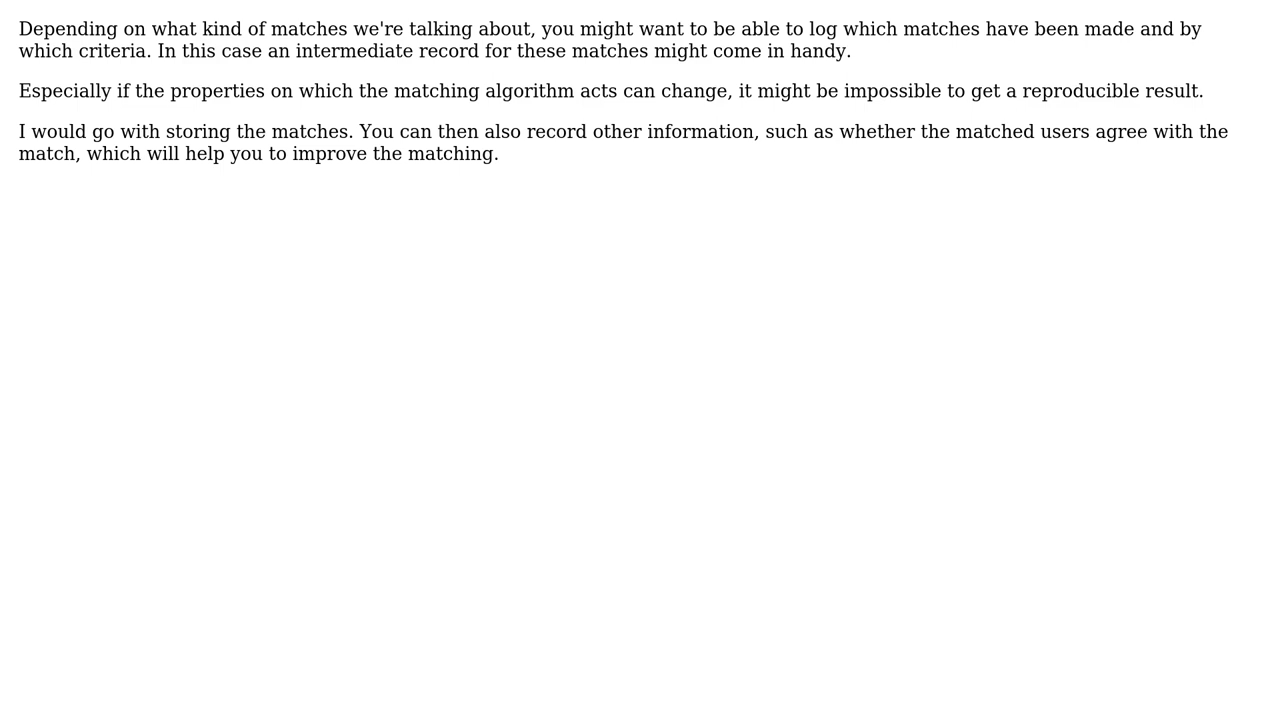 Depending on what kind of matches we're talking about, you might want to be able to log which matches have been made and by
which criteria. In this case an intermediate record for these matches might come in handy.
Especially if the properties on which the matching algorithm acts can change, it might be impossible to get a reproducible result.
I would go with storing the matches. You can then also record other information, such as whether the matched users agree with the
match, which will help you to improve the matching.